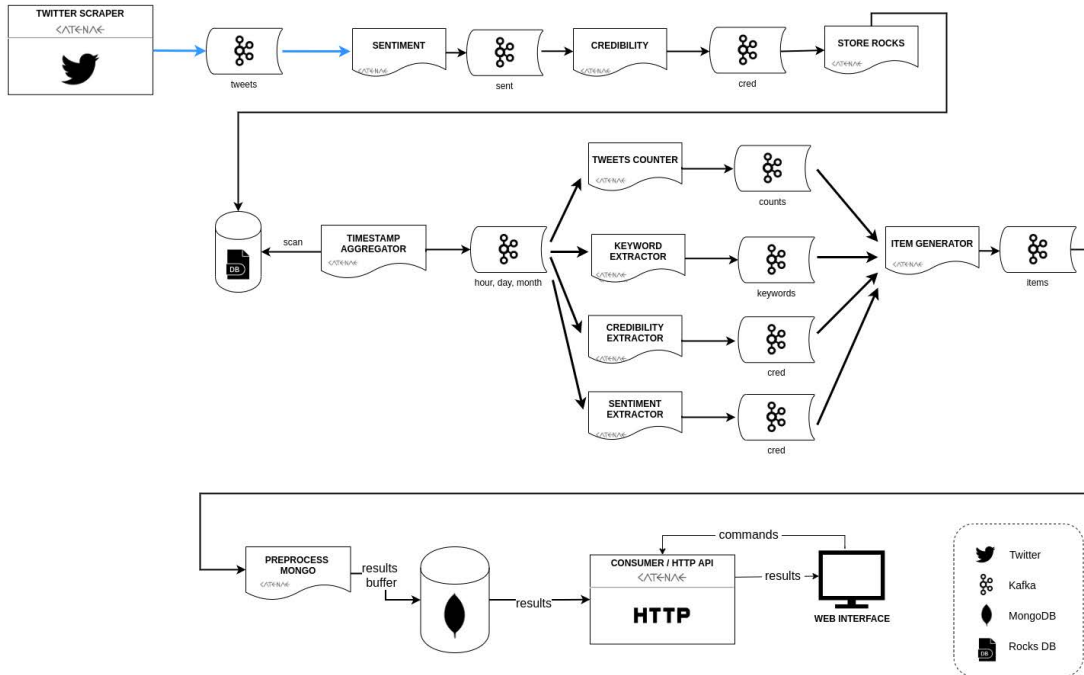 TWITTER SCRAPER
CATENAE
tweets
SENTIMENT
CATENAE
sent
CREDIBILITY
CATENAE
cred
STORE ROCKS
CATENAE
DB
scan
TIMESTAMP
AGGREGATOR
CATENAE
hour, day, month
TWEETS COUNTER
CATENAE
counts
KEYWORD
EXTRACTOR
CATENAE
keywords
CREDIBILITY
EXTRACTOR
CATENAE
cred
SENTIMENT
EXTRACTOR
CATENAE
cred
ITEM GENERATOR
CATENAE
items
PREPROCESS
MONGO
CATENAE
results
buffer
results
CONSUMER / HTTP API
CATENAE
HTTP
commands
results
WEB INTERFACE
Twitter
Kafka
MongoDB
DB
Rocks DB